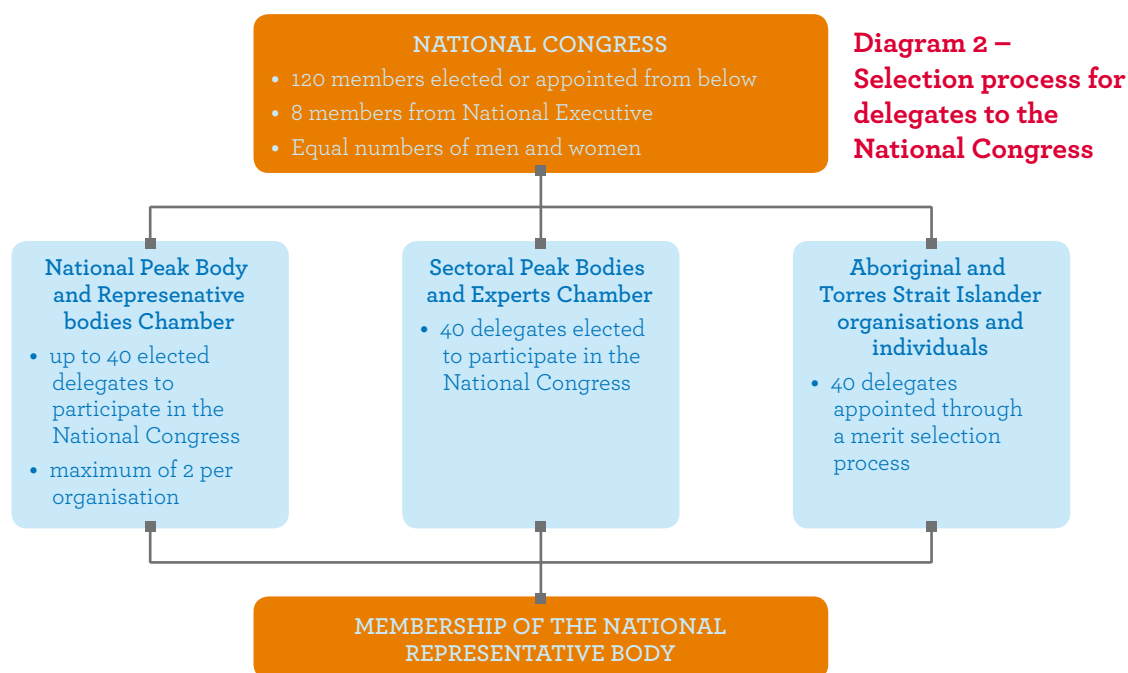 NATIONAL CONGRESS
• 120 members elected or appointed from below
• 8 members from National Executive
• Equal numbers of men and women
Diagram 2 –
Selection process for
delegates to the
National Congress
National Peak Body
and Represenative
bodies Chamber
• up to 40 elected
delegates to
participate in the
National Congress
• maximum of 2 per
organisation
Sectoral Peak Bodies
and Experts Chamber
• 40 delegates elected
to participate in the
National Congress
Aboriginal and
Torres Strait Islander
organisations and
individuals
• 40 delegates
appointed through
a merit selection
process
MEMBERSHIP OF THE NATIONAL
REPRESENTATIVE BODY